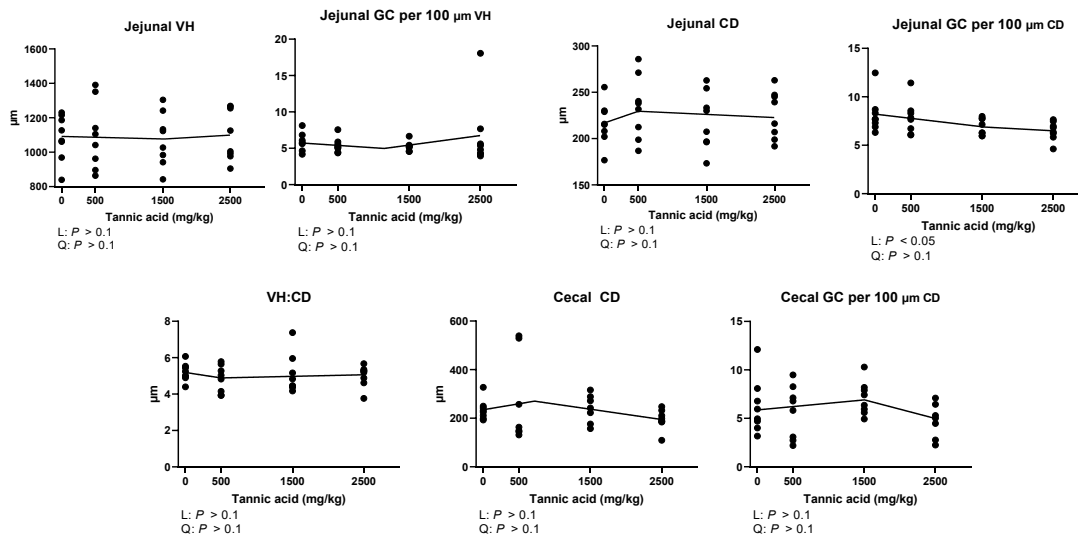 Jejunal VH
1600
1400
1200
1000
800
µm
0 500 1500 2500
Tannic acid (mg/kg)
L: P > 0.1
Q: P > 0.1
Jejunal GC per 100 µm VH
20
15
10
5
0
0 500 1500 2500
Tannic acid (mg/kg)
L: P > 0.1
Q: P > 0.1
Jejunal CD
300
250
200
150
µm
0 500 1500 2500
Tannic acid (mg/kg)
L: P > 0.1
Q: P > 0.1
Jejunal GC per 100 µm CD
15
10
5
0
0 500 1500 2500
Tannic acid (mg/kg)
L: P < 0.05
Q: P > 0.1
VH:CD
8
6
4
2
0
µm
0 500 1500 2500
Tannic acid (mg/kg)
L: P > 0.1
Q: P > 0.1
Cecal CD
600
400
200
0
µm
0 500 1500 2500
Tannic acid (mg/kg)
L: P > 0.1
Q: P > 0.1
Cecal GC per 100 µm CD
15
10
5
0
0 500 1500 2500
Tannic acid (mg/kg)
L: P > 0.1
Q: P > 0.1